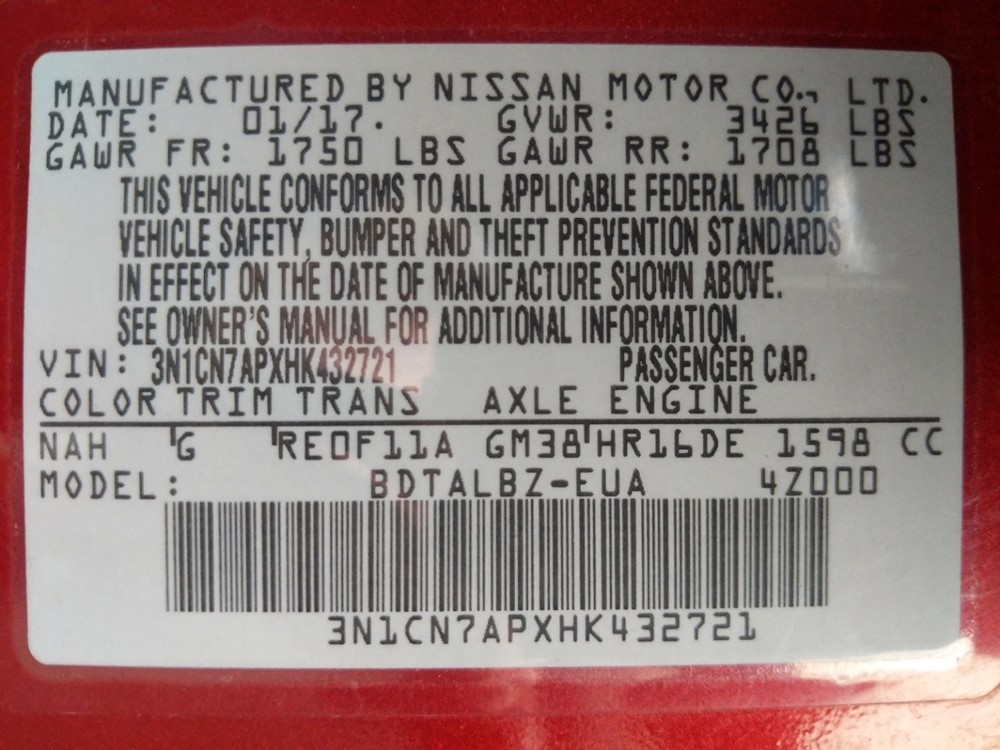 MANUFACTURED BY NISSAN MOTOR CO., LTD.
DATE: 01/17. GVWR: 3426 LBS
GAWR FR: 1750 LBS GAWR RR: 1708 LBS
THIS VEHICLE CONFORMS TO ALL APPLICABLE FEDERAL MOTOR
VEHICLE SAFETY, BUMPER AND THEFT PREVENTION STANDARDS
IN EFFECT ON THE DATE OF MANUFACTURE SHOWN ABOVE.
SEE OWNER'S MANUAL FOR ADDITIONAL INFORMATION.
VIN: 3N1CN7APXHK432721 PASSENGER CAR.
COLOR TRIM TRANS AXLE ENGINE
NAH G RE0F11A GM38 HR16DE 1598 CC
MODEL: BDTALBZ-EUA 4Z000
3N1CN7APXHK432721